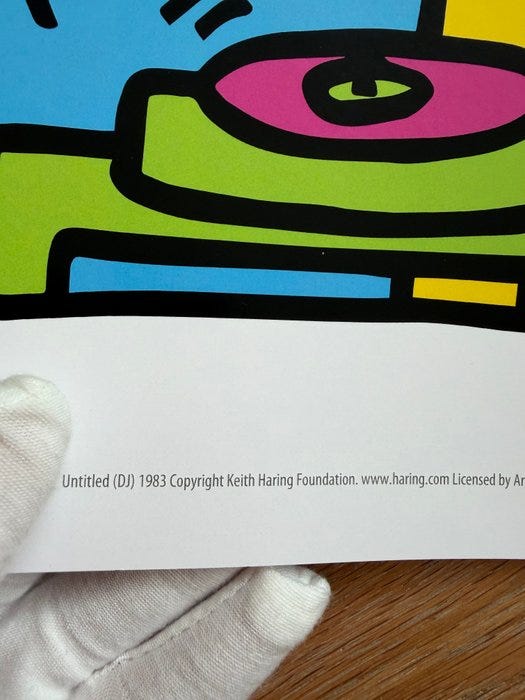 Untitled (DJ) 1983 Copyright Keith Haring Foundation. www.haring.com Licensed by